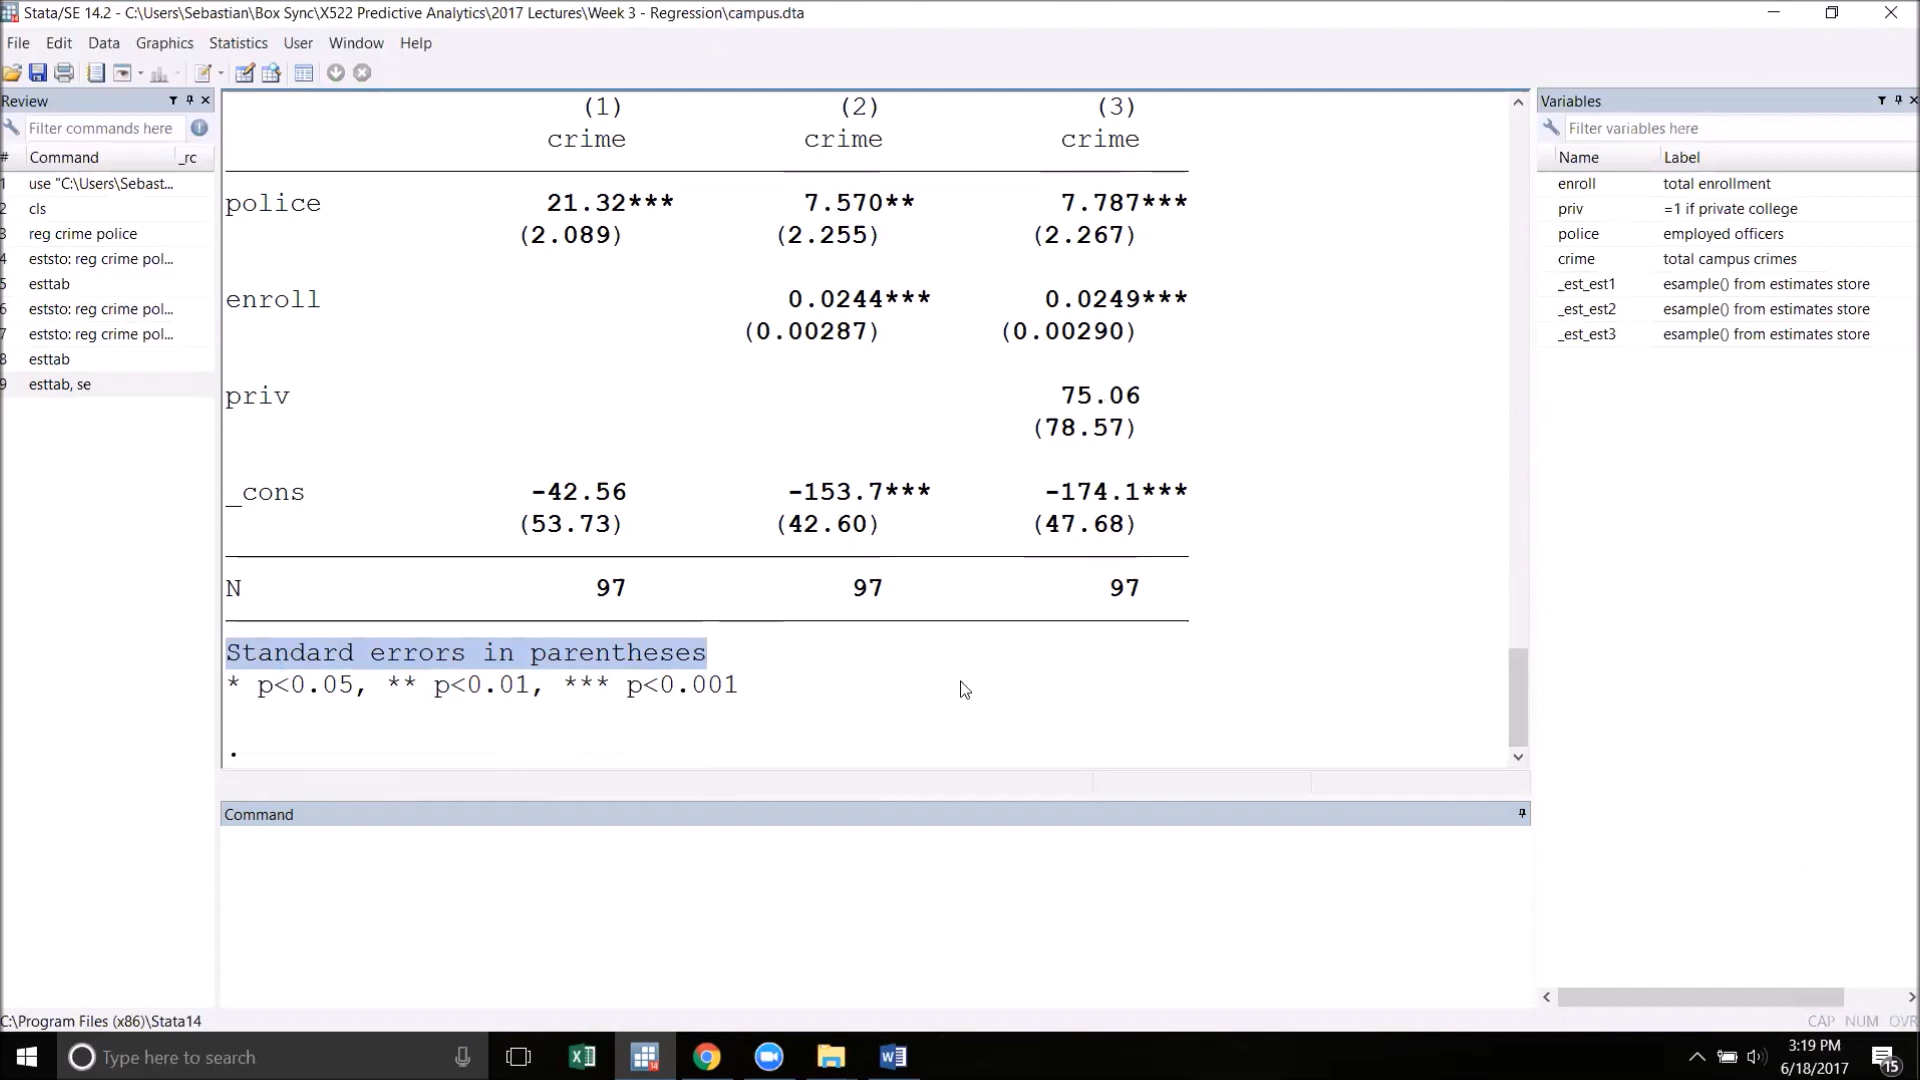 Stata/SE 14.2 - C:\Users\Sebastian\Box Sync\X522 Predictive Analytics\2017 Lectures\Week 3 - Regression\campus.dta
File Edit Data Graphics Statistics User Window Help
Review
Filter commands here
# Command _rc
1 use "C:\Users\Sebast...
2 cls
3 reg crime police
4 eststo: reg crime pol...
5 esttab
6 eststo: reg crime pol...
7 eststo: reg crime pol...
8 esttab
9 esttab, se
(1) (2) (3)
crime crime crime
police 21.32*** 7.570** 7.787***
(2.089) (2.255) (2.267)
enroll 0.0244*** 0.0249***
(0.00287) (0.00290)
priv 75.06
(78.57)
_cons -42.56 -153.7*** -174.1***
(53.73) (42.60) (47.68)
N 97 97 97
Standard errors in parentheses
* p<0.05, ** p<0.01, *** p<0.001
.
Command
Variables
Filter variables here
Name Label
enroll total enrollment
priv =1 if private college
police employed officers
crime total campus crimes
_est_est1 esample() from estimates store
_est_est2 esample() from estimates store
_est_est3 esample() from estimates store
C:\Program Files (x86)\Stata14
CAP NUM OVR
Type here to search
3:19 PM
6/18/2017
15